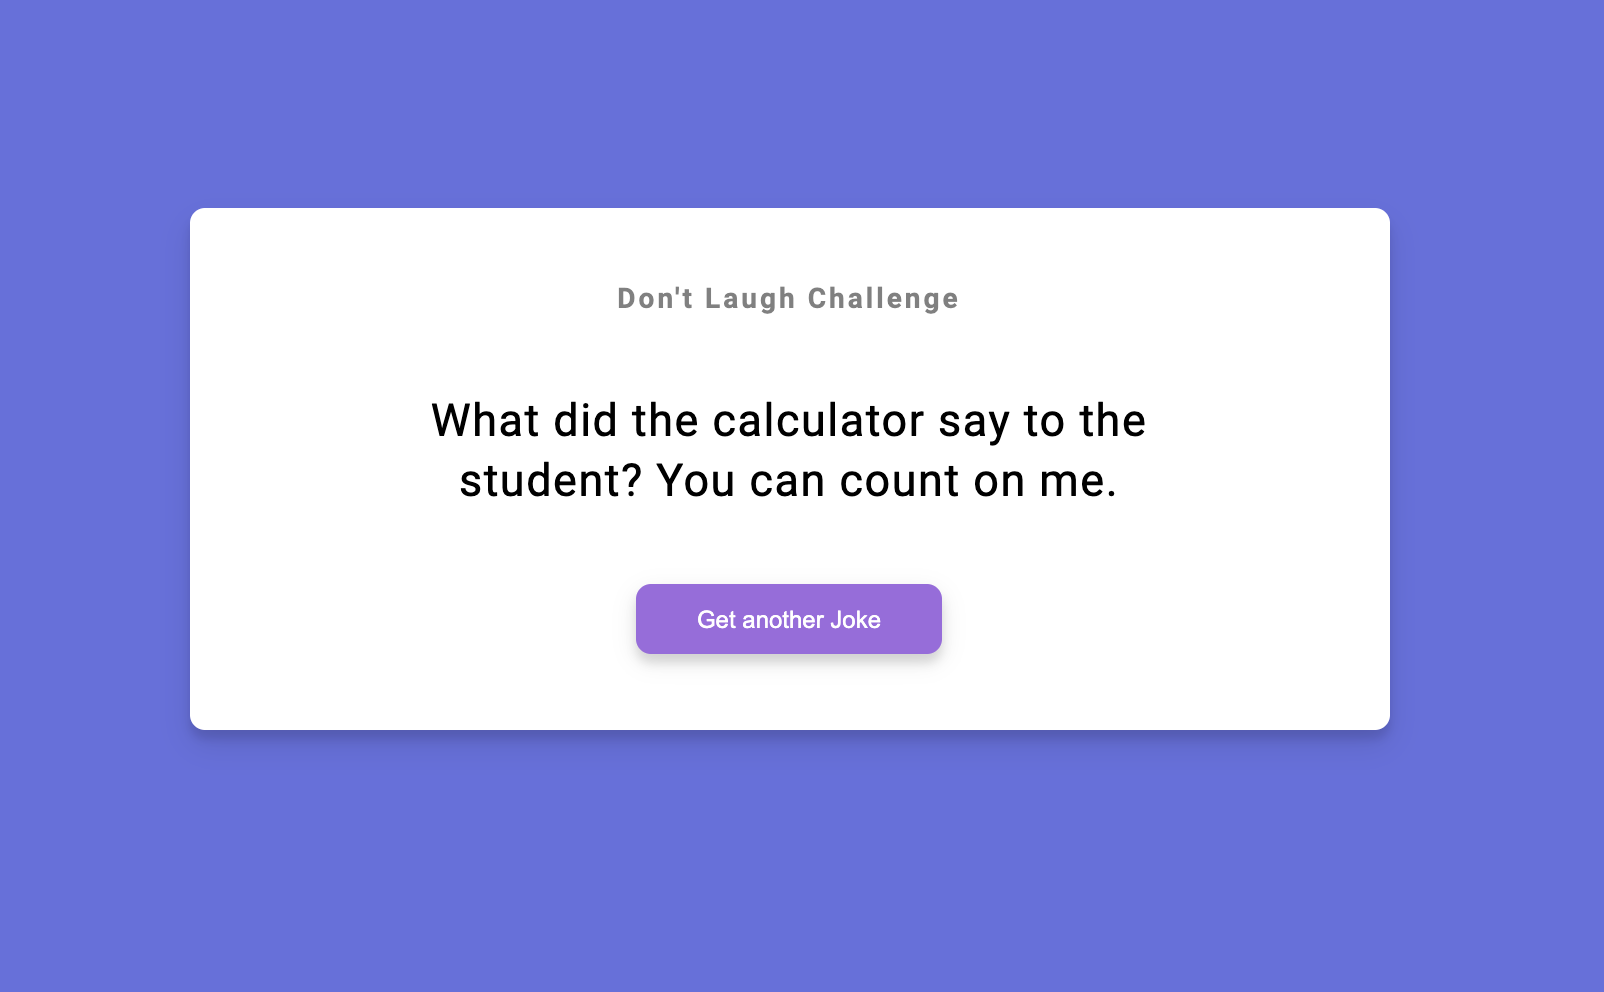 Don't Laugh Challenge
What did the calculator say to the
student? You can count on me.
Get another Joke